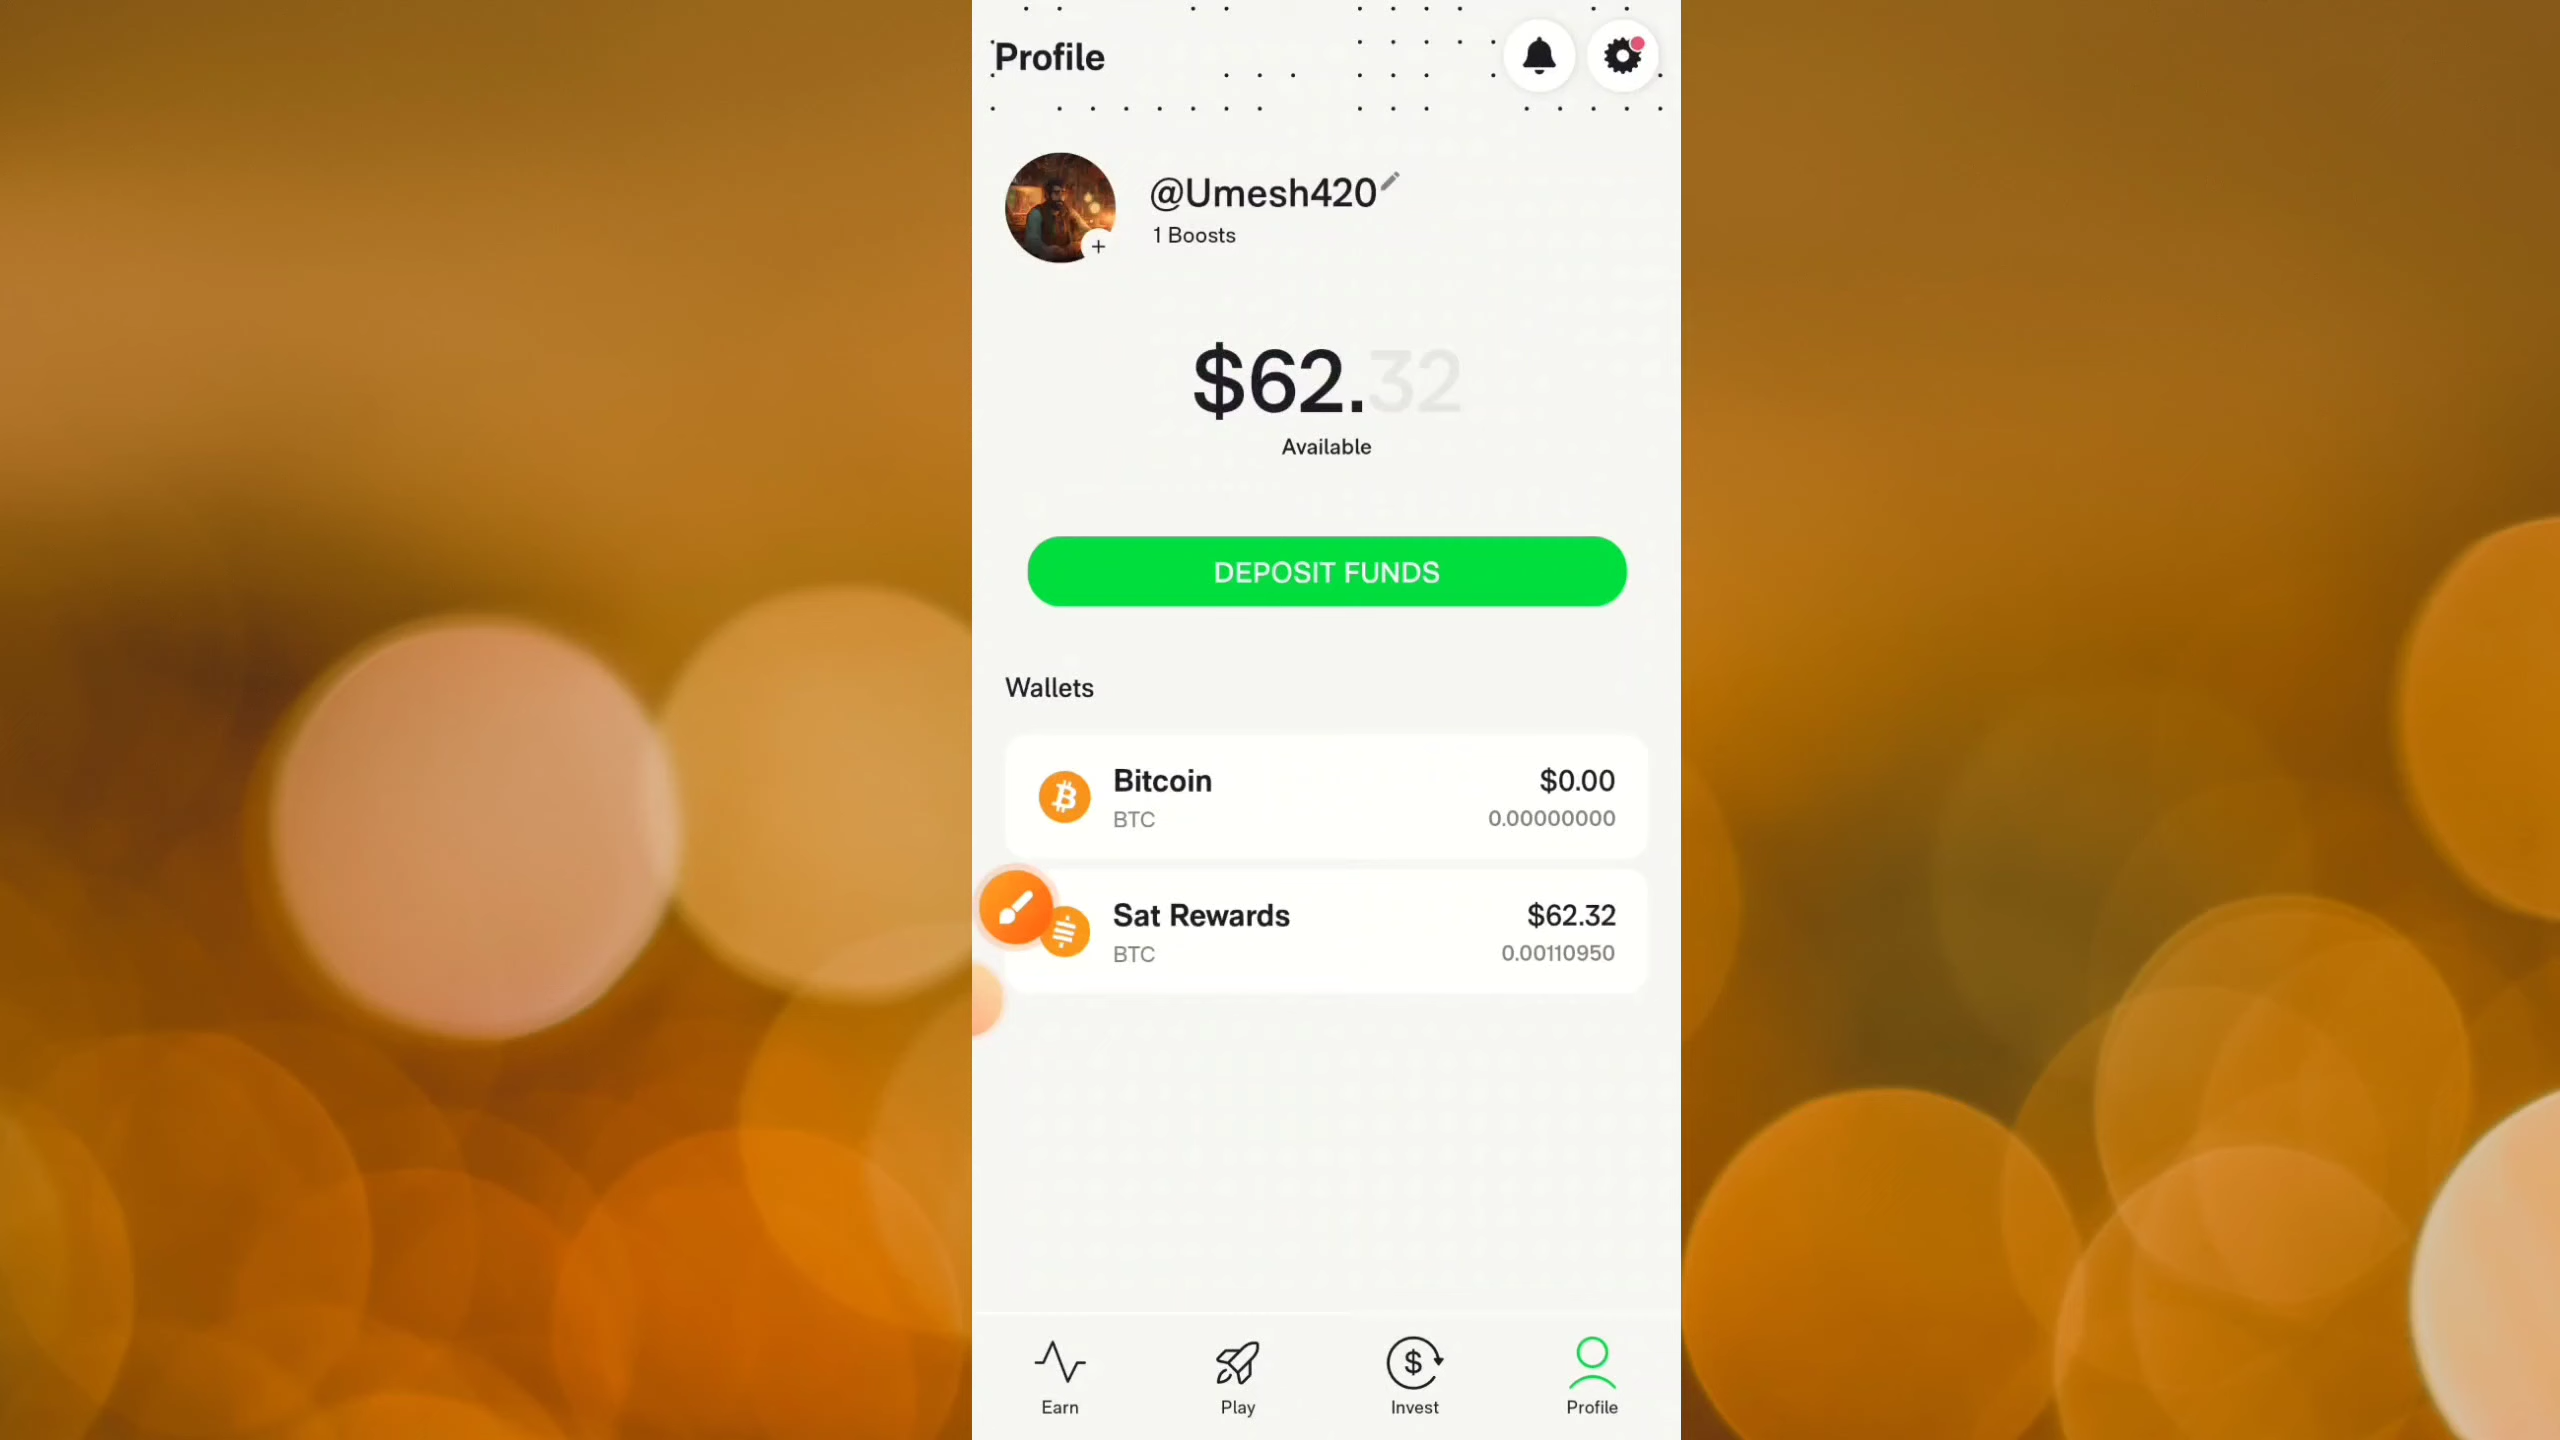 Profile
@Umesh420
1 Boosts
$62.32
Available
DEPOSIT FUNDS
Wallets
Bitcoin
$0.00
BTC
0.00000000
Sat Rewards
$62.32
BTC
0.00110950
Earn
Play
Invest
Profile